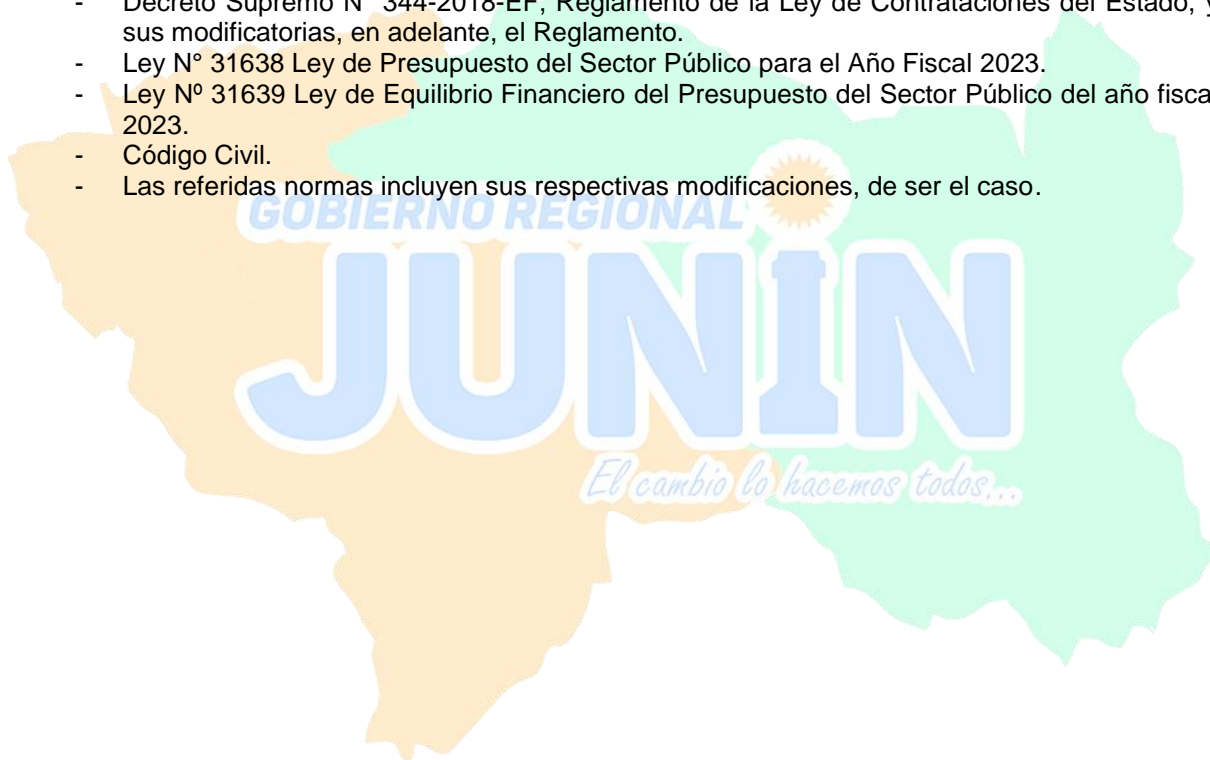 - Decreto Supremo N° 344-2018-EF, Reglamento de la Ley de Contrataciones del Estado, y
sus modificatorias, en adelante, el Reglamento.
- Ley N° 31638 Ley de Presupuesto del Sector Público para el Año Fiscal 2023.
- Ley Nº 31639 Ley de Equilibrio Financiero del Presupuesto del Sector Público del año fisca
2023.
- Código Civil.
- Las referidas normas incluyen sus respectivas modificaciones, de ser el caso.
GOBIERNO REGIONAL
JUNÍN
El cambio lo hacemos todos...